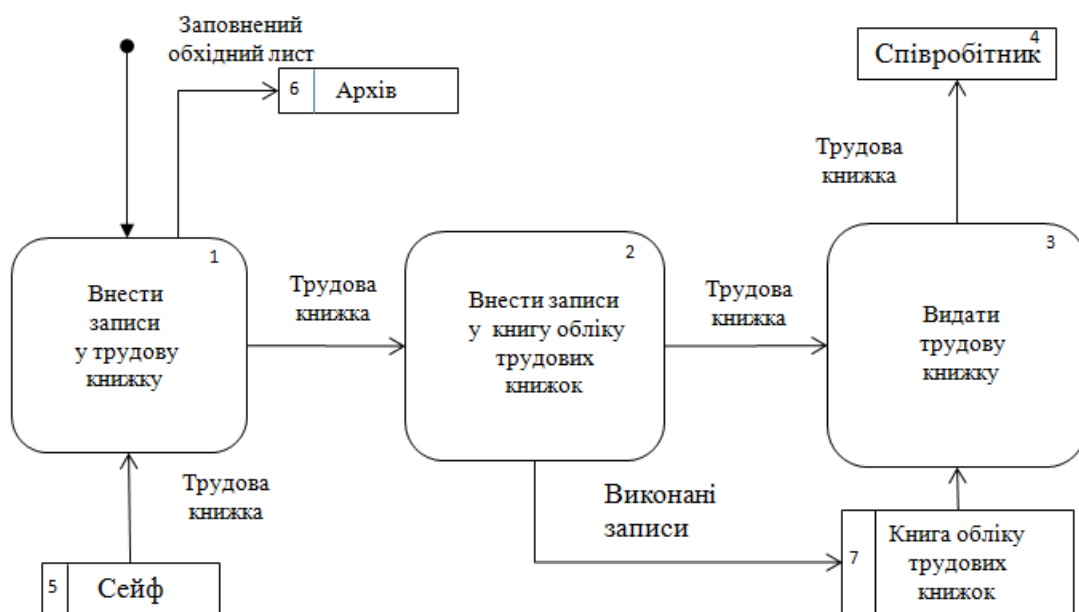 Заповнений
обхідний лист
6
Архів
4
Співробітник
Трудова
книжка
1
Внести
записи
у трудову
книжку
Трудова
книжка
2
Внести записи
у книгу обліку
трудових
книжок
Трудова
книжка
3
Видати
трудову
книжку
Трудова
книжка
5
Сейф
Виконані
записи
7
Книга обліку
трудових
книжок